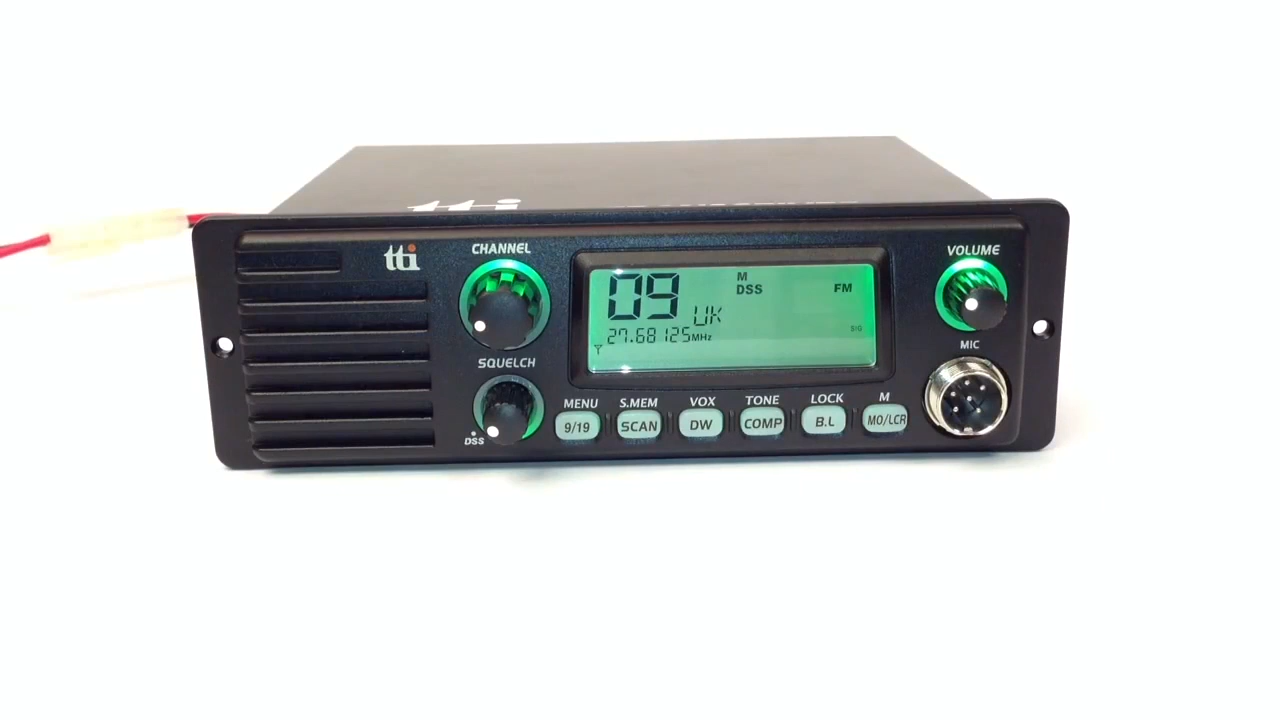 tti
tti
CHANNEL
VOLUME
09
UK
M
DSS
FM
27.68125MHz
SIG
SQUELCH
DSS
MIC
MENU
S.MEM
VOX
TONE
LOCK
M
9/19
SCAN
DW
COMP
B.L
MO/LCR